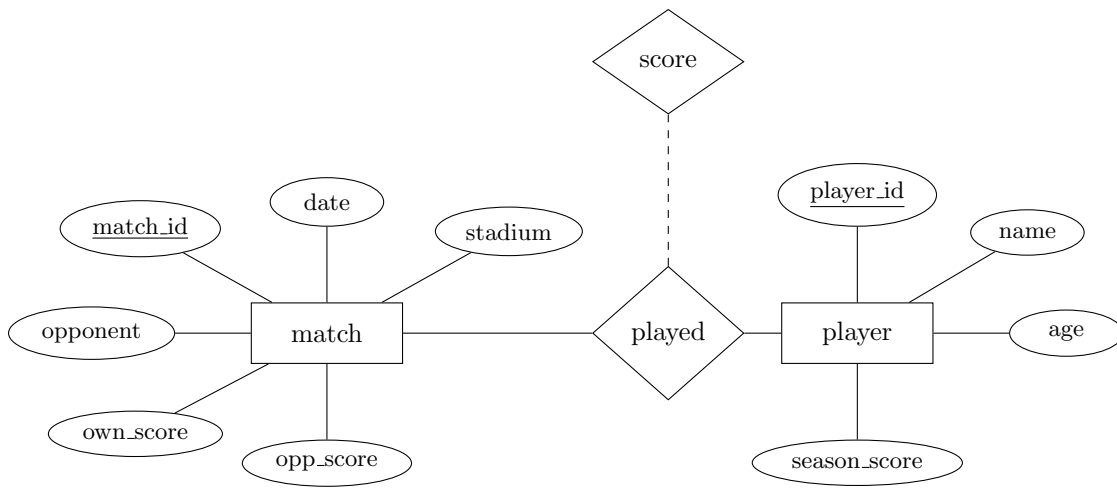 score
player_id
date
match_id
stadium
name
opponent
match
played
player
age
own_score
opp_score
season_score